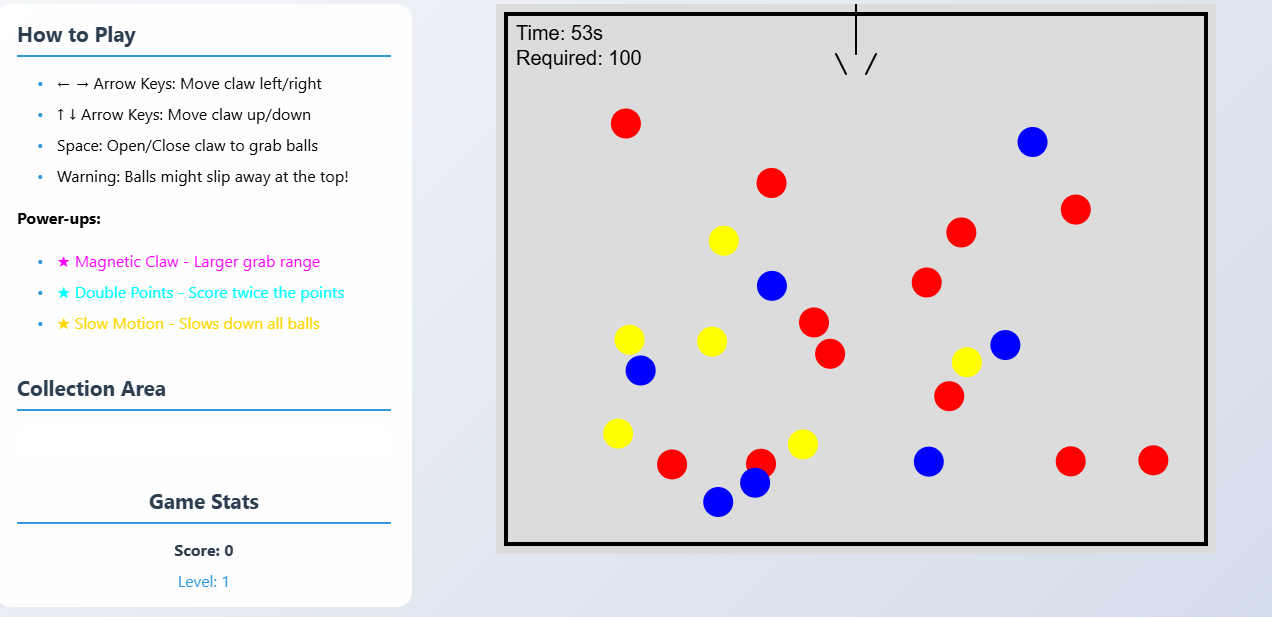 How to Play
← → Arrow Keys: Move claw left/right
↑ ↓ Arrow Keys: Move claw up/down
Space: Open/Close claw to grab balls
Warning: Balls might slip away at the top!
Power-ups:
★ Magnetic Claw - Larger grab range
★ Double Points - Score twice the points
★ Slow Motion - Slows down all balls
Collection Area
Game Stats
Score: 0
Level: 1
Time: 53s
Required: 100